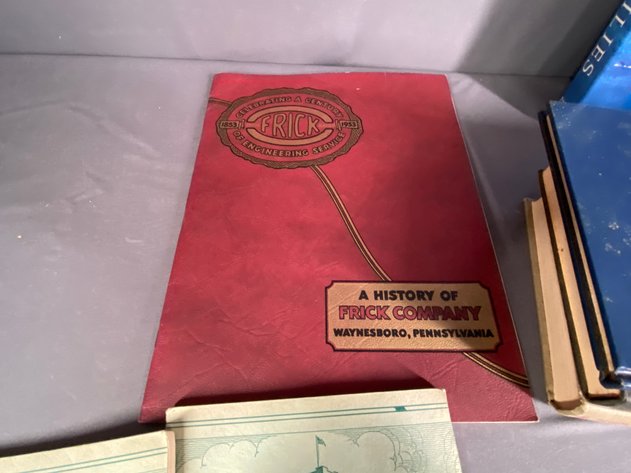 CELEBRATING A CENTURY
1853 FRICK 1953
OF ENGINEERING SERVICE
A HISTORY OF
FRICK COMPANY
WAYNESBORO, PENNSYLVANIA